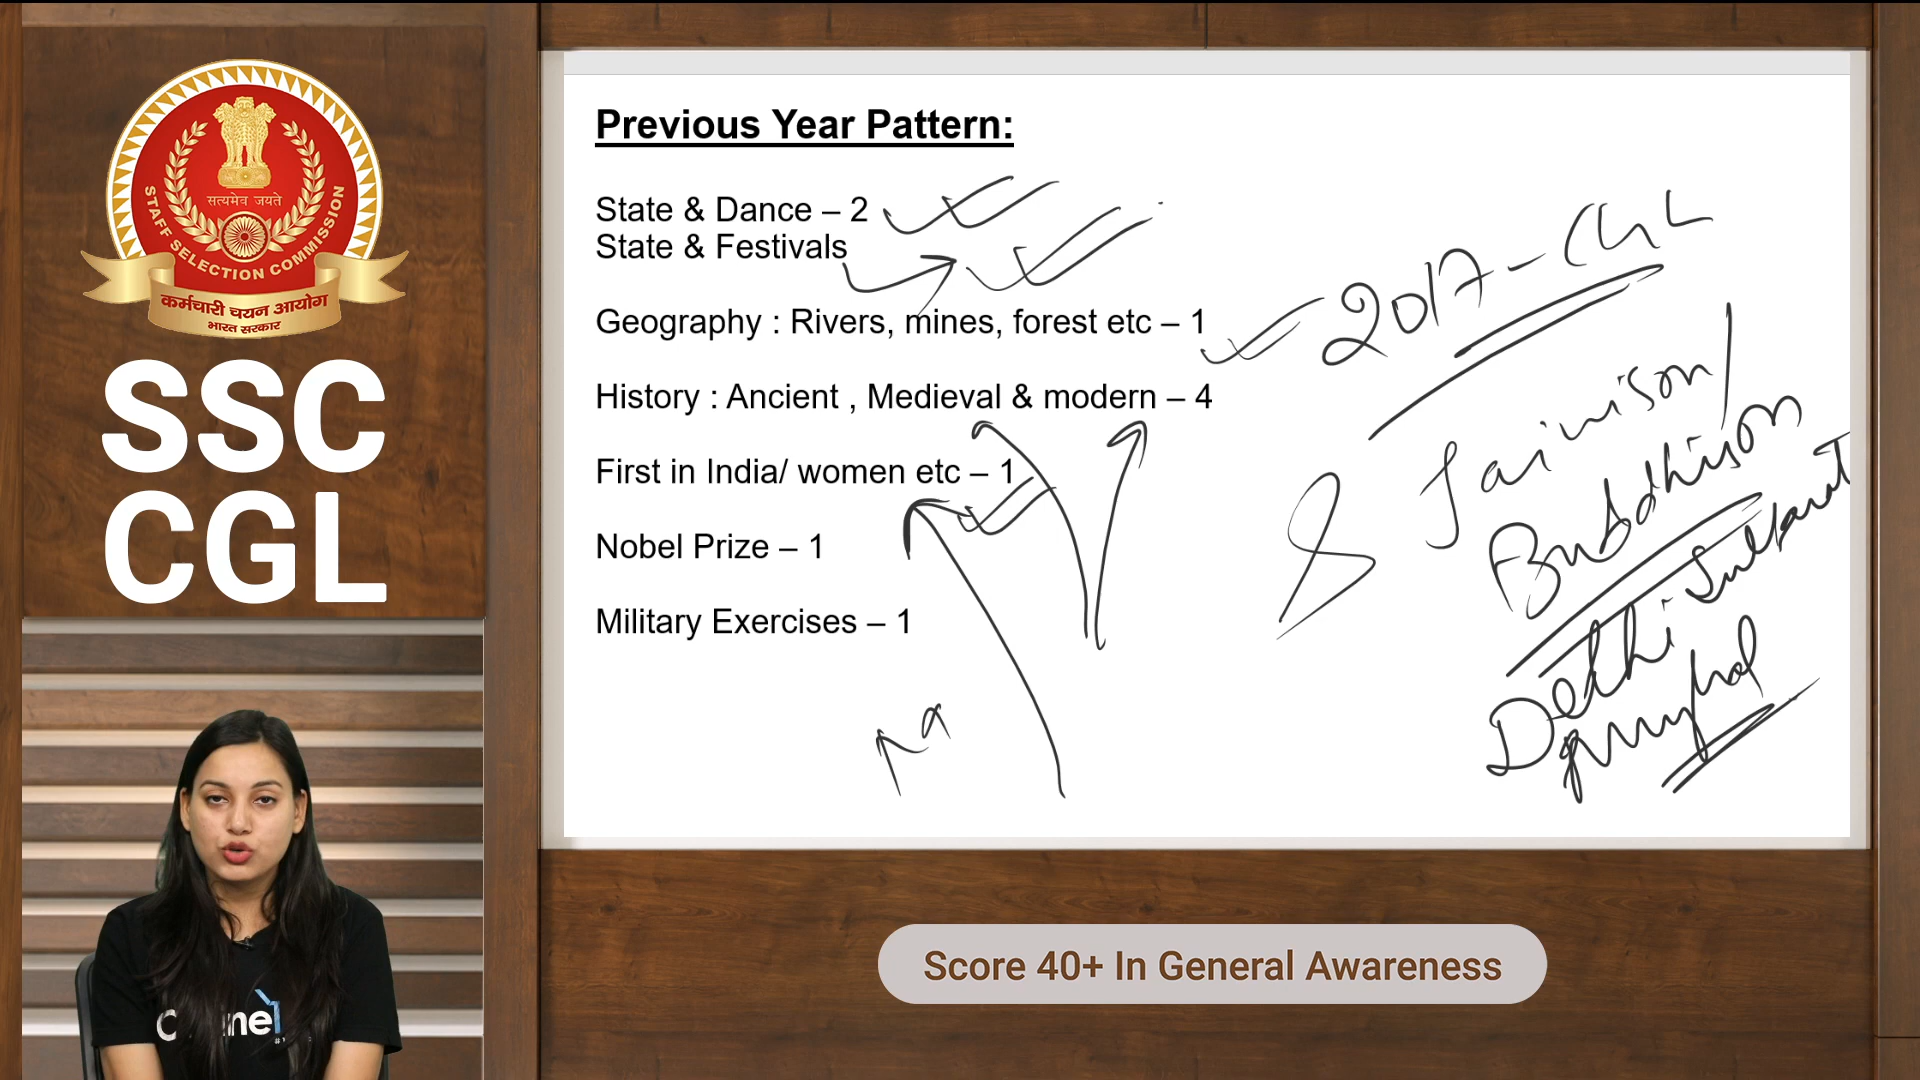 सत्यमेव जयते
STAFF SELECTION COMMISSION
कर्मचारी चयन आयोग
भारत सरकार
SSC
CGL
Previous Year Pattern:
State & Dance – 2
State & Festivals
Geography : Rivers, mines, forest etc – 1
History : Ancient , Medieval & modern – 4
First in India/ women etc – 1
Nobel Prize – 1
Military Exercises – 1
2017 - CGL
Jainism/
Buddhism
Delhi Sultanat
Score 40+ In General Awareness